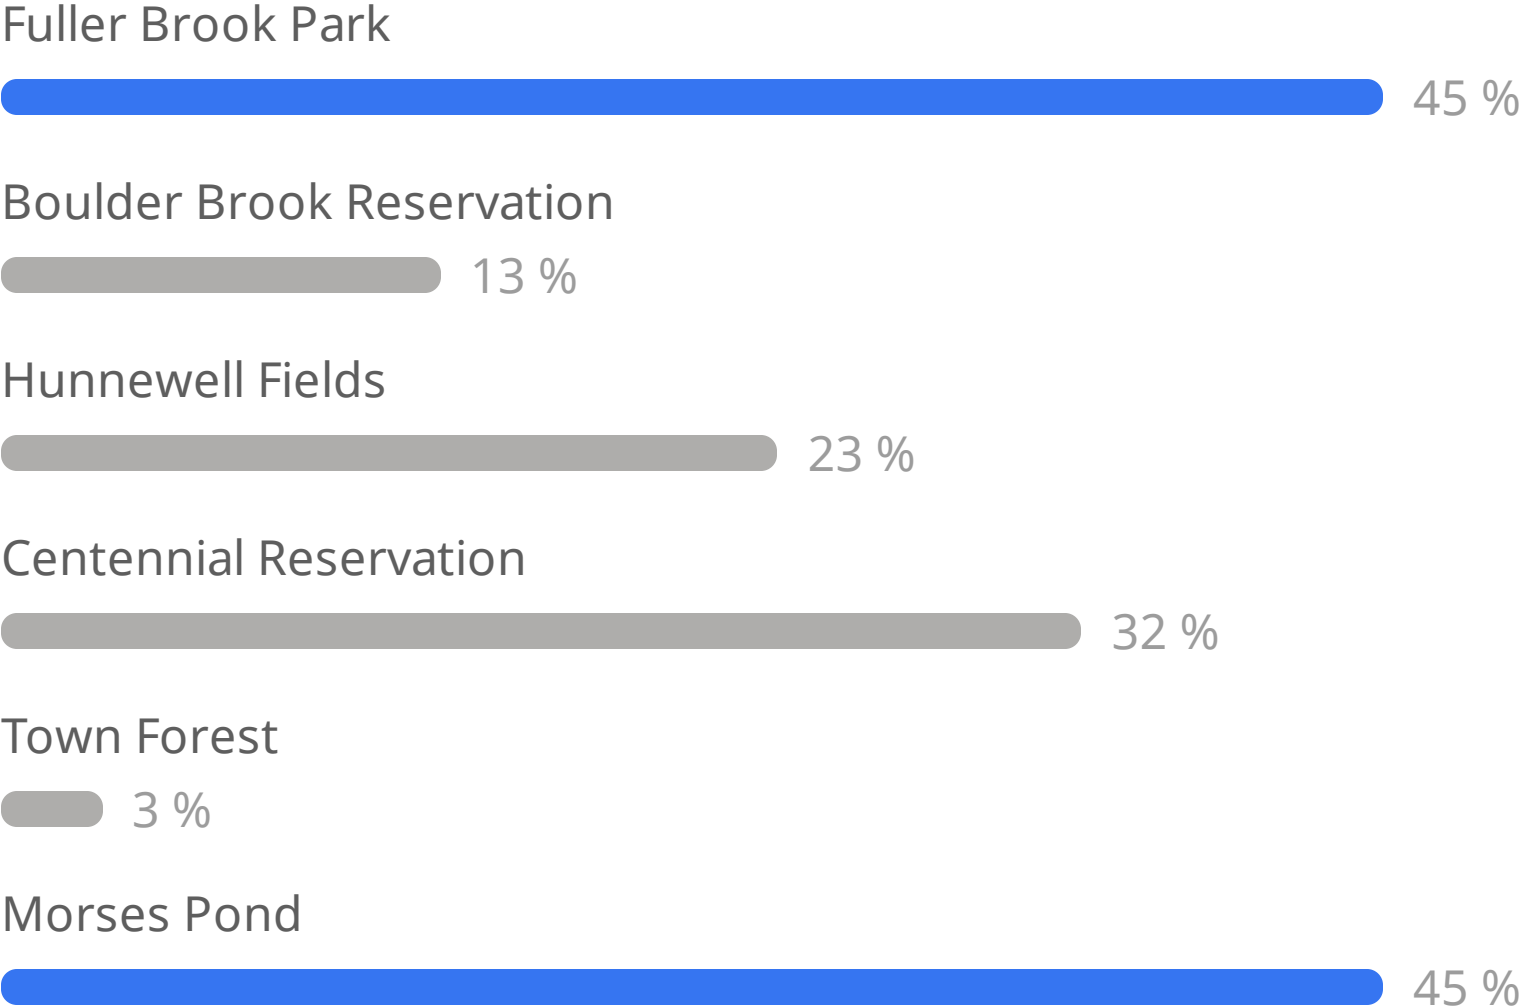 Fuller Brook Park
45 %
Boulder Brook Reservation
13 %
Hunnewell Fields
23 %
Centennial Reservation
32 %
Town Forest
3 %
Morses Pond
45 %